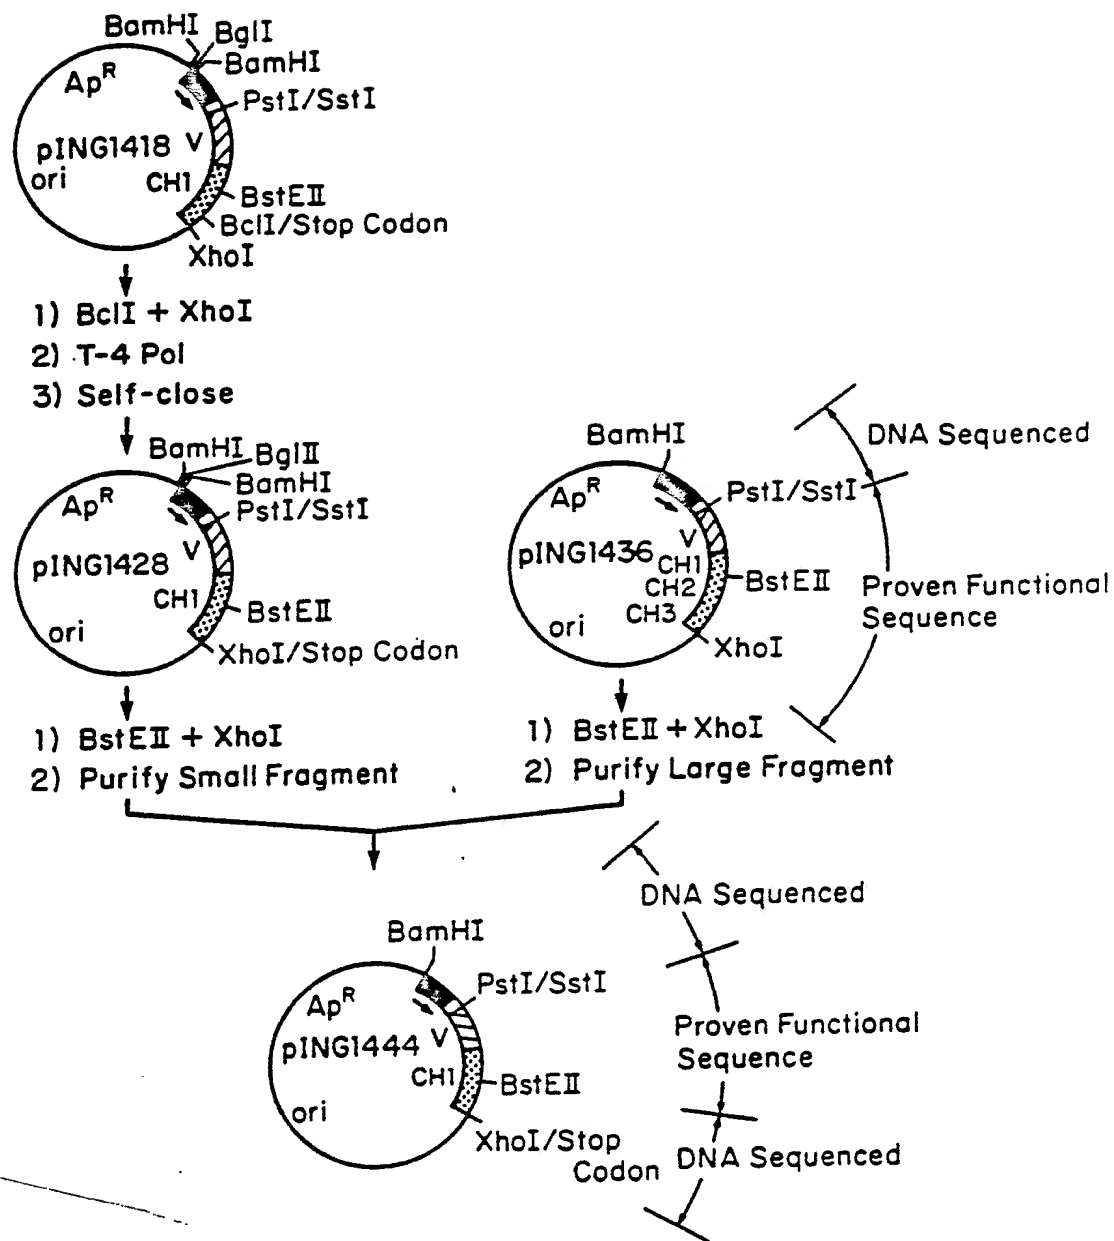 BamHI
BglI
BamHI
Ap^R
PstI/SstI
pING1418
V
ori
CH1
BstEII
BclI/Stop Codon
XhoI
1) BclI + XhoI
2) T-4 Pol
3) Self-close
BamHI
BglII
BamHI
Ap^R
PstI/SstI
V
pING1428
CH1
BstEII
ori
XhoI/Stop Codon
1) BstEII + XhoI
2) Purify Small Fragment
BamHI
Ap^R
PstI/SstI
V
pING1436
CH1
CH2
CH3
BstEII
ori
XhoI
DNA Sequenced
Proven Functional
Sequence
1) BstEII + XhoI
2) Purify Large Fragment
BamHI
Ap^R
PstI/SstI
V
pING1444
CH1
BstEII
ori
XhoI/Stop
Codon
DNA Sequenced
Proven Functional
Sequence
DNA Sequenced